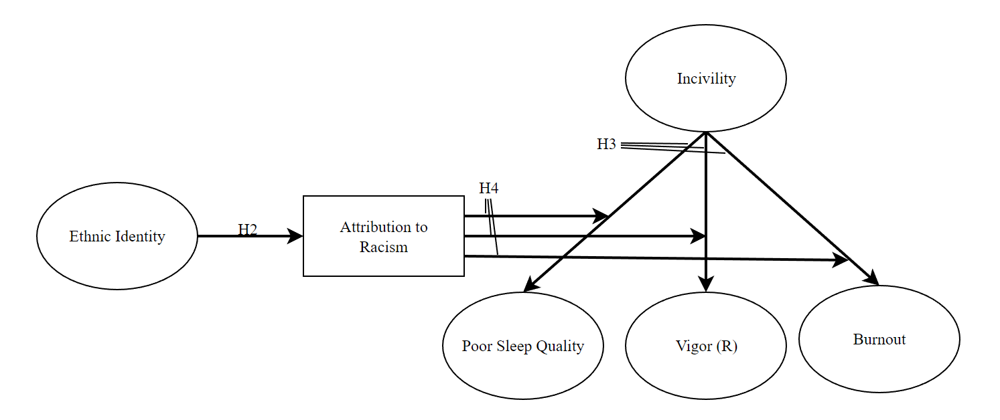 Incivility
H3
H4
Ethnic Identity
H2
Attribution to
Racism
Poor Sleep Quality
Vigor (R)
Burnout